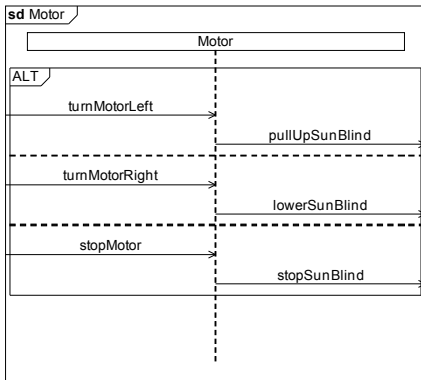 sd Motor
Motor
ALT
turnMotorLeft
pullUpSunBlind
turnMotorRight
lowerSunBlind
stopMotor
stopSunBlind